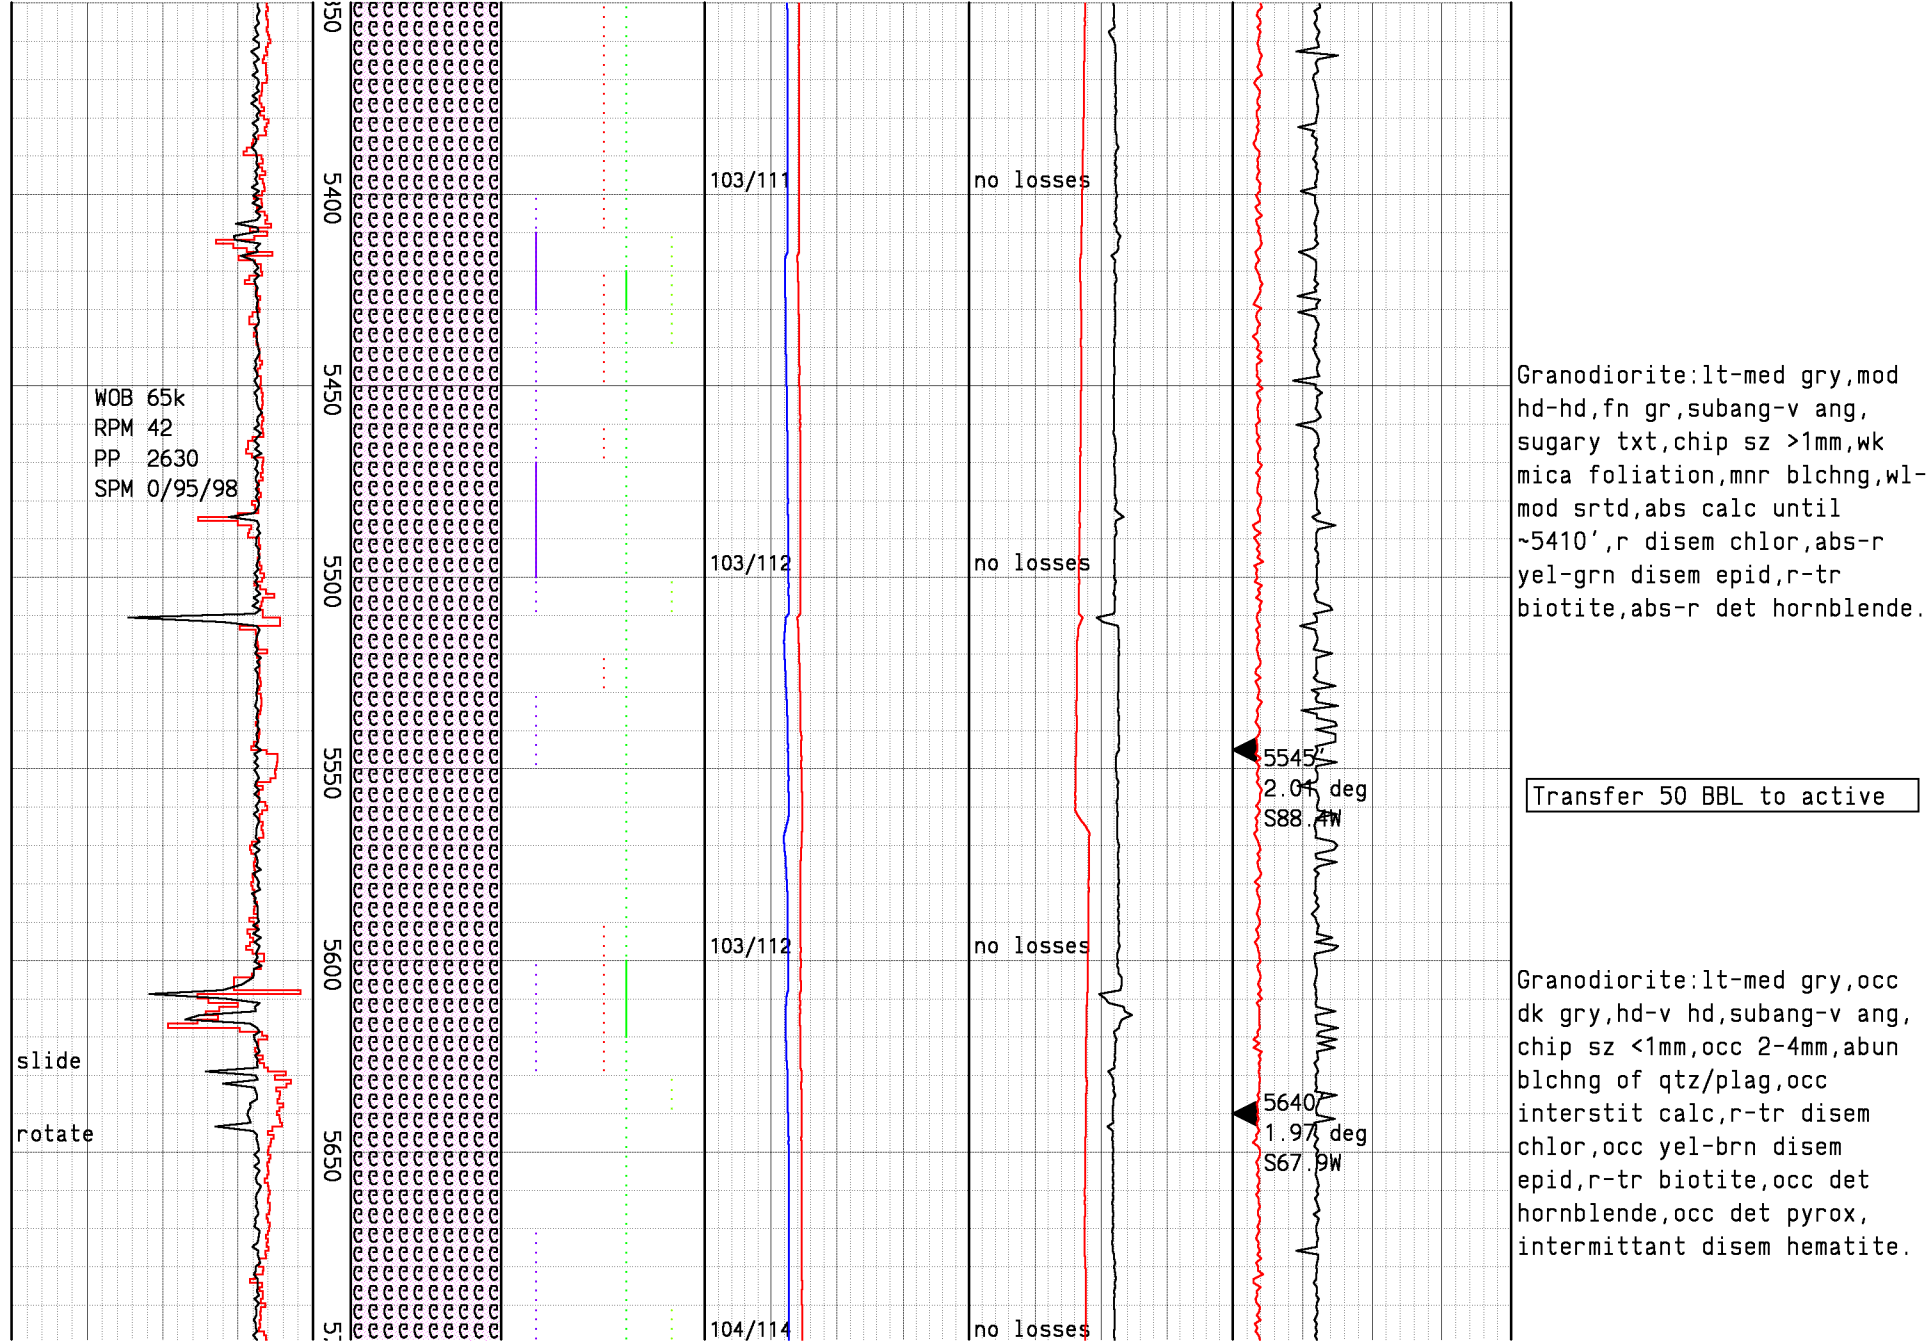 5400
5450
5500
5550
5600
5650
WOB 65k
RPM 42
PP 2630
SPM 0/95/98
slide
rotate
103/111
103/112
103/112
104/114
no losses
no losses
no losses
no losses
5545'
2.01 deg
S88.4W
5640
1.97 deg
S67.9W
Granodiorite:lt-med gry,mod
hd-hd,fn gr,subang-v ang,
sugary txt,chip sz >1mm,wk
mica foliation,mnr blchng,wl-
mod srtd,abs calc until
~5410',r disem chlor,abs-r
yel-grn disem epid,r-tr
biotite,abs-r det hornblende.
Transfer 50 BBL to active
Granodiorite:lt-med gry,occ
dk gry,hd-v hd,subang-v ang,
chip sz <1mm,occ 2-4mm,abun
blchng of qtz/plag,occ
interstit calc,r-tr disem
chlor,occ yel-brn disem
epid,r-tr biotite,occ det
hornblende,occ det pyrox,
intermittant disem hematite.